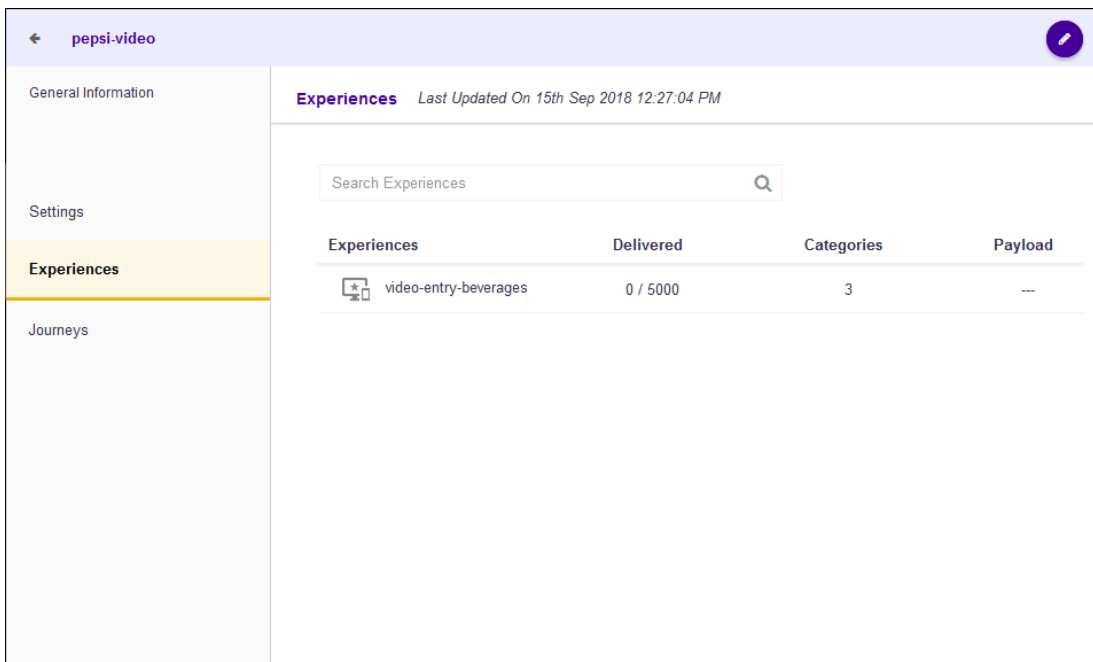 pepsi-video
General Information
Experiences Last Updated On 15th Sep 2018 12:27:04 PM
Search Experiences
Settings
Experiences Delivered Categories Payload
Experiences
video-entry-beverages 0 / 5000 3 ---
Journeys